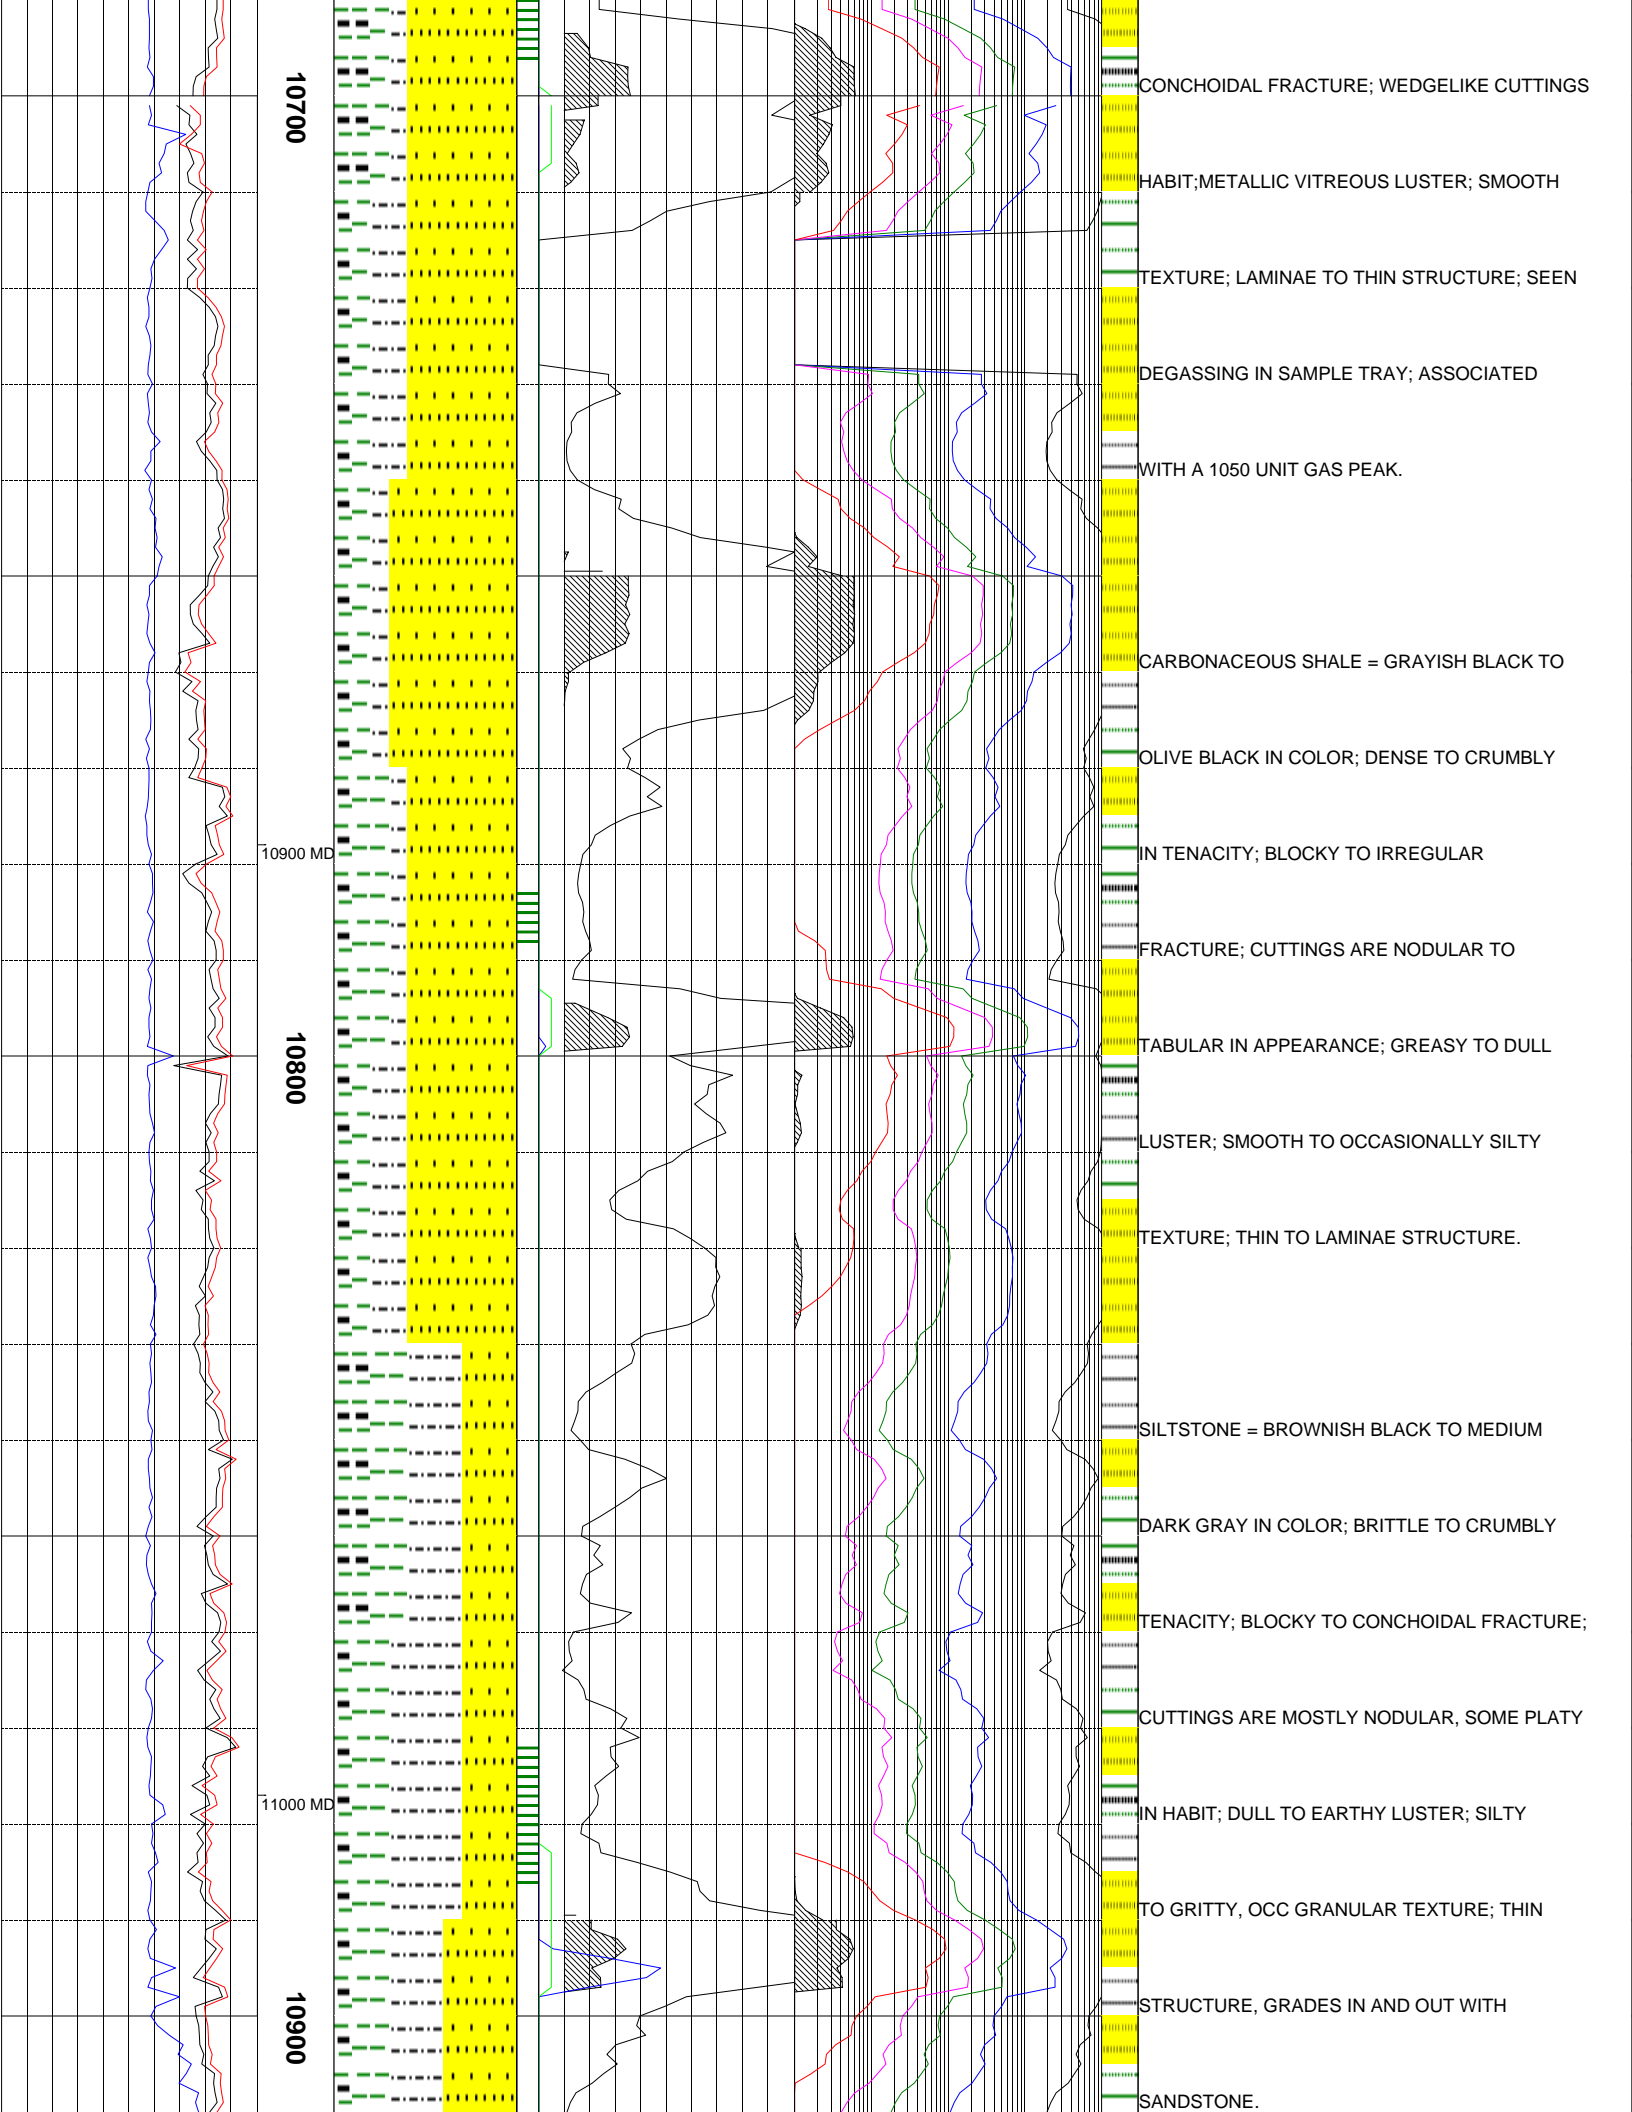 10700
10900 MD
10800
11000 MD
10900
CONCHOIDAL FRACTURE; WEDGELIKE CUTTINGS
HABIT;METALLIC VITREOUS LUSTER; SMOOTH
TEXTURE; LAMINAE TO THIN STRUCTURE; SEEN
DEGASSING IN SAMPLE TRAY; ASSOCIATED
WITH A 1050 UNIT GAS PEAK.
CARBONACEOUS SHALE = GRAYISH BLACK TO
OLIVE BLACK IN COLOR; DENSE TO CRUMBLY
IN TENACITY; BLOCKY TO IRREGULAR
FRACTURE; CUTTINGS ARE NODULAR TO
TABULAR IN APPEARANCE; GREASY TO DULL
LUSTER; SMOOTH TO OCCASIONALLY SILTY
TEXTURE; THIN TO LAMINAE STRUCTURE.
SILTSTONE = BROWNISH BLACK TO MEDIUM
DARK GRAY IN COLOR; BRITTLE TO CRUMBLY
TENACITY; BLOCKY TO CONCHOIDAL FRACTURE;
CUTTINGS ARE MOSTLY NODULAR, SOME PLATY
IN HABIT; DULL TO EARTHY LUSTER; SILTY
TO GRITTY, OCC GRANULAR TEXTURE; THIN
STRUCTURE, GRADES IN AND OUT WITH
SANDSTONE.